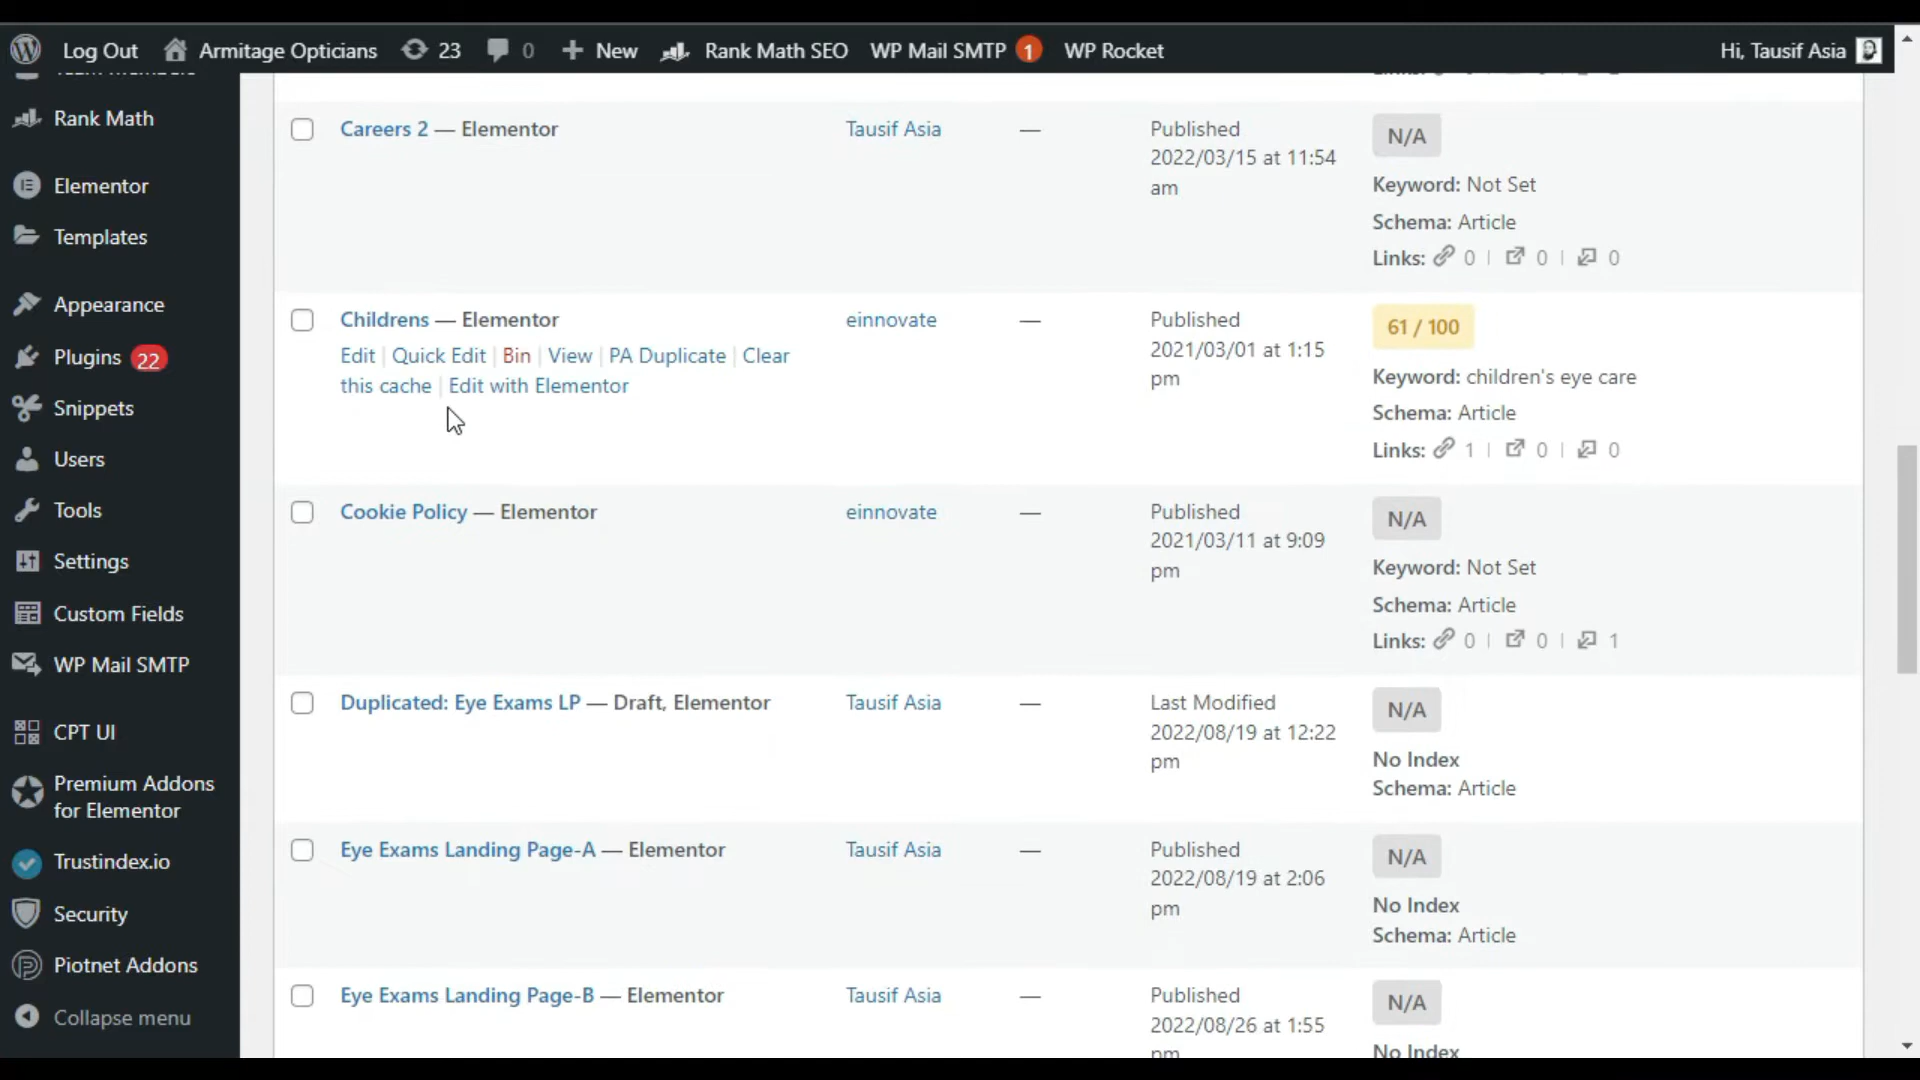 Log Out Armitage Opticians 23 0 New Rank Math SEO WP Mail SMTP 1 WP Rocket Hi, Tausif Asia
Rank Math
Elementor
Templates
Appearance
Plugins 22
Snippets
Users
Tools
Settings
Custom Fields
WP Mail SMTP
CPT UI
Premium Addons
for Elementor
Trustindex.io
Security
Piotnet Addons
Collapse menu
Careers 2 — Elementor Tausif Asia — Published N/A
2022/03/15 at 11:54
am
Keyword: Not Set
Schema: Article
Links: 0 | 0 | 0
Childrens — Elementor einnovate — Published 61 / 100
Edit | Quick Edit | Bin | View | PA Duplicate | Clear 2021/03/01 at 1:15
this cache | Edit with Elementor pm
Keyword: children's eye care
Schema: Article
Links: 1 | 0 | 0
Cookie Policy — Elementor einnovate — Published N/A
2021/03/11 at 9:09
pm
Keyword: Not Set
Schema: Article
Links: 0 | 0 | 1
Duplicated: Eye Exams LP — Draft, Elementor Tausif Asia — Last Modified N/A
2022/08/19 at 12:22
pm
No Index
Schema: Article
Eye Exams Landing Page-A — Elementor Tausif Asia — Published N/A
2022/08/19 at 2:06
pm
No Index
Schema: Article
Eye Exams Landing Page-B — Elementor Tausif Asia — Published N/A
2022/08/26 at 1:55
pm
No Index